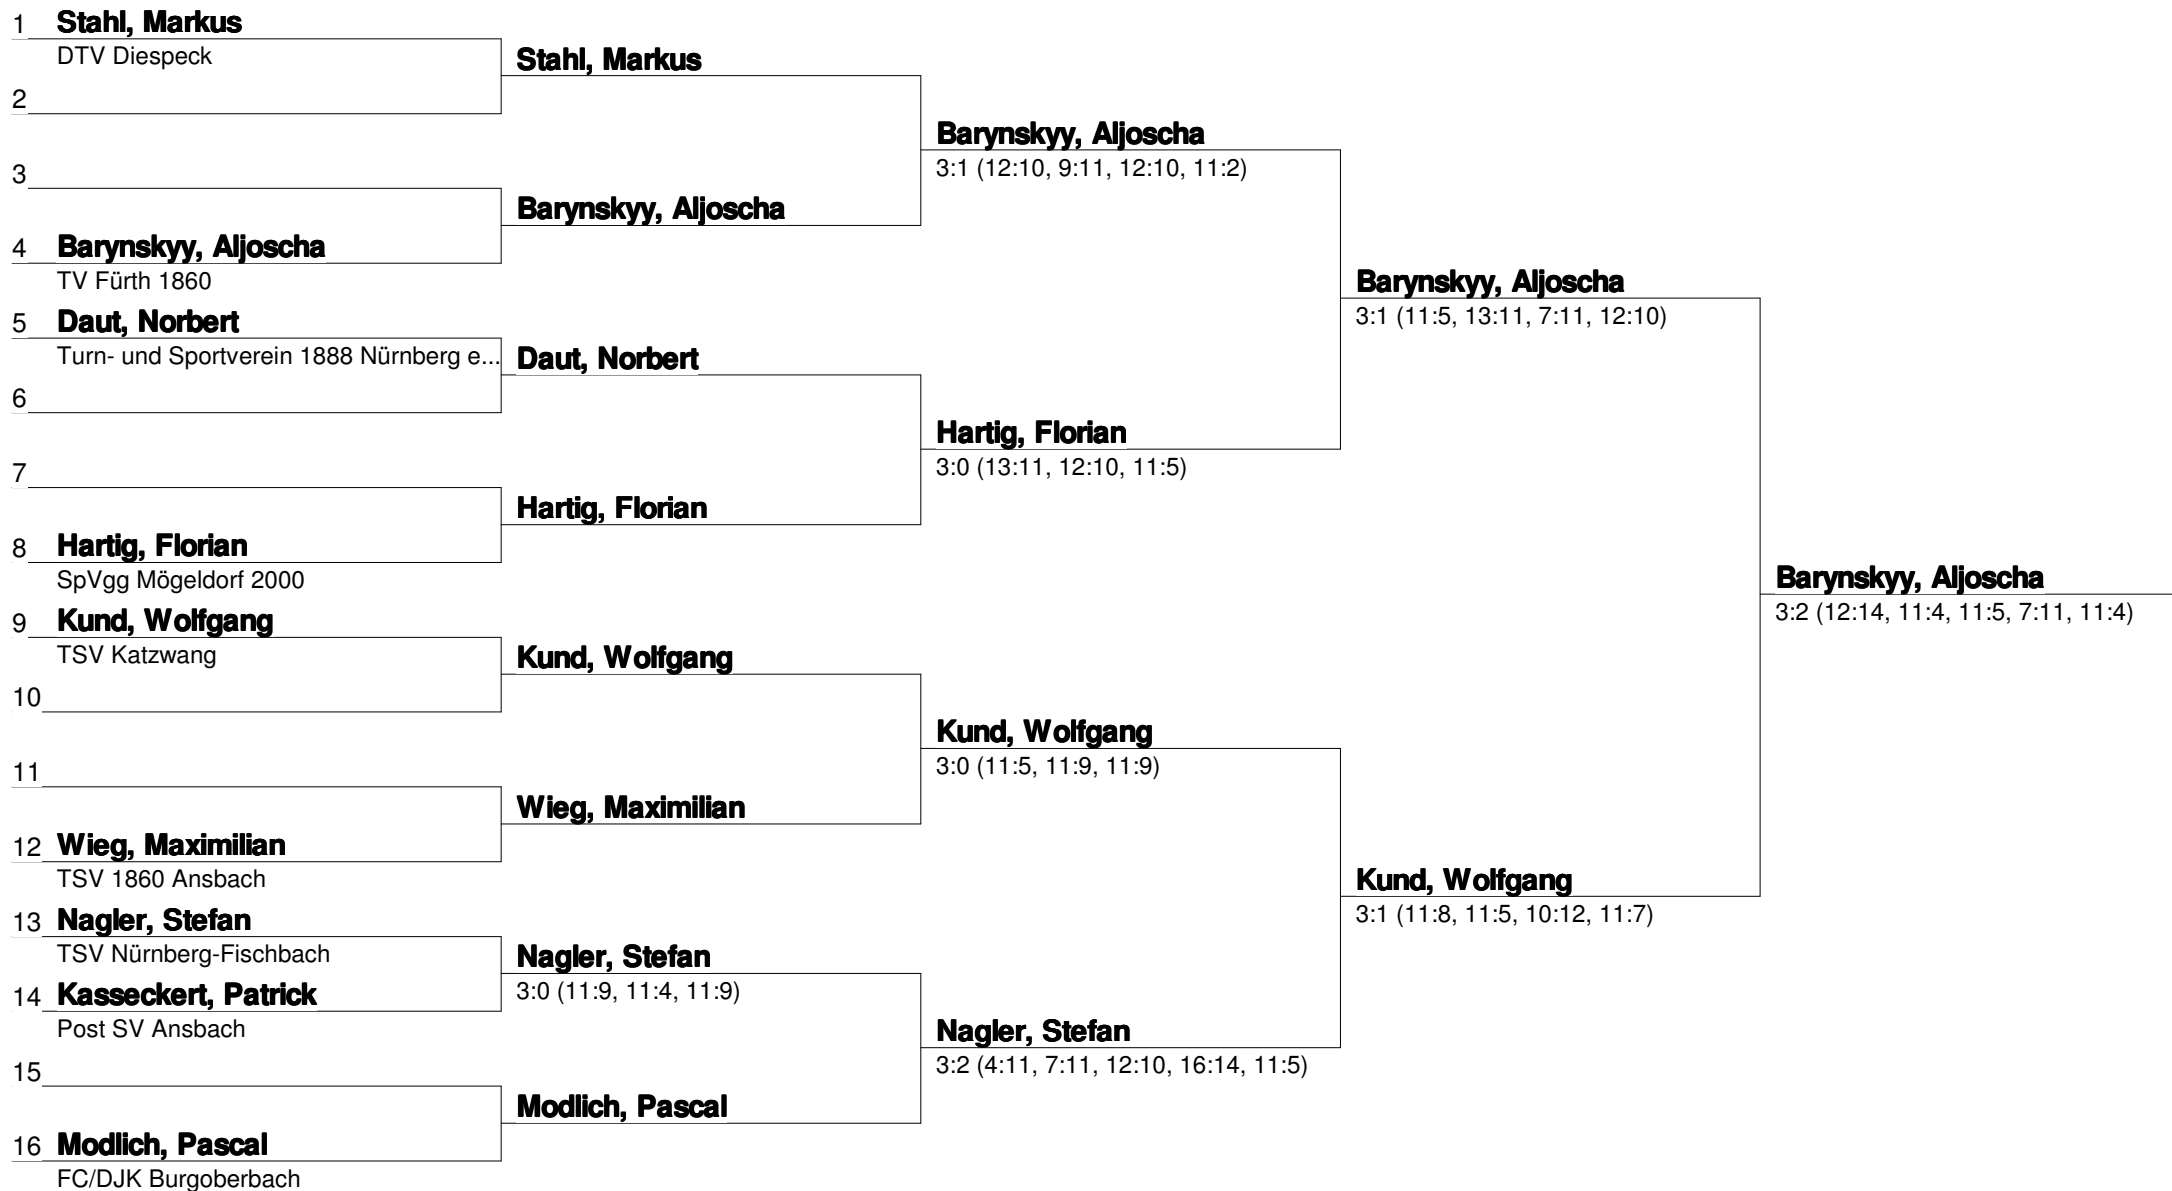 1 Stahl, Markus
DTV Diespeck
Stahl, Markus
2
Barynskyy, Aljoscha
3:1 (12:10, 9:11, 12:10, 11:2)
3
Barynskyy, Aljoscha
4 Barynskyy, Aljoscha
TV Fürth 1860
Barynskyy, Aljoscha
3:1 (11:5, 13:11, 7:11, 12:10)
5 Daut, Norbert
Turn- und Sportverein 1888 Nürnberg e...
Daut, Norbert
6
Hartig, Florian
3:0 (13:11, 12:10, 11:5)
7
Hartig, Florian
8 Hartig, Florian
SpVgg Mögeldorf 2000
Barynskyy, Aljoscha
3:2 (12:14, 11:4, 11:5, 7:11, 11:4)
9 Kund, Wolfgang
TSV Katzwang
Kund, Wolfgang
10
Kund, Wolfgang
3:0 (11:5, 11:9, 11:9)
11
Wieg, Maximilian
12 Wieg, Maximilian
TSV 1860 Ansbach
Kund, Wolfgang
3:1 (11:8, 11:5, 10:12, 11:7)
13 Nagler, Stefan
TSV Nürnberg-Fischbach
Nagler, Stefan
3:0 (11:9, 11:4, 11:9)
14 Kasseckert, Patrick
Post SV Ansbach
Nagler, Stefan
3:2 (4:11, 7:11, 12:10, 16:14, 11:5)
15
Modlich, Pascal
16 Modlich, Pascal
FC/DJK Burgoberbach